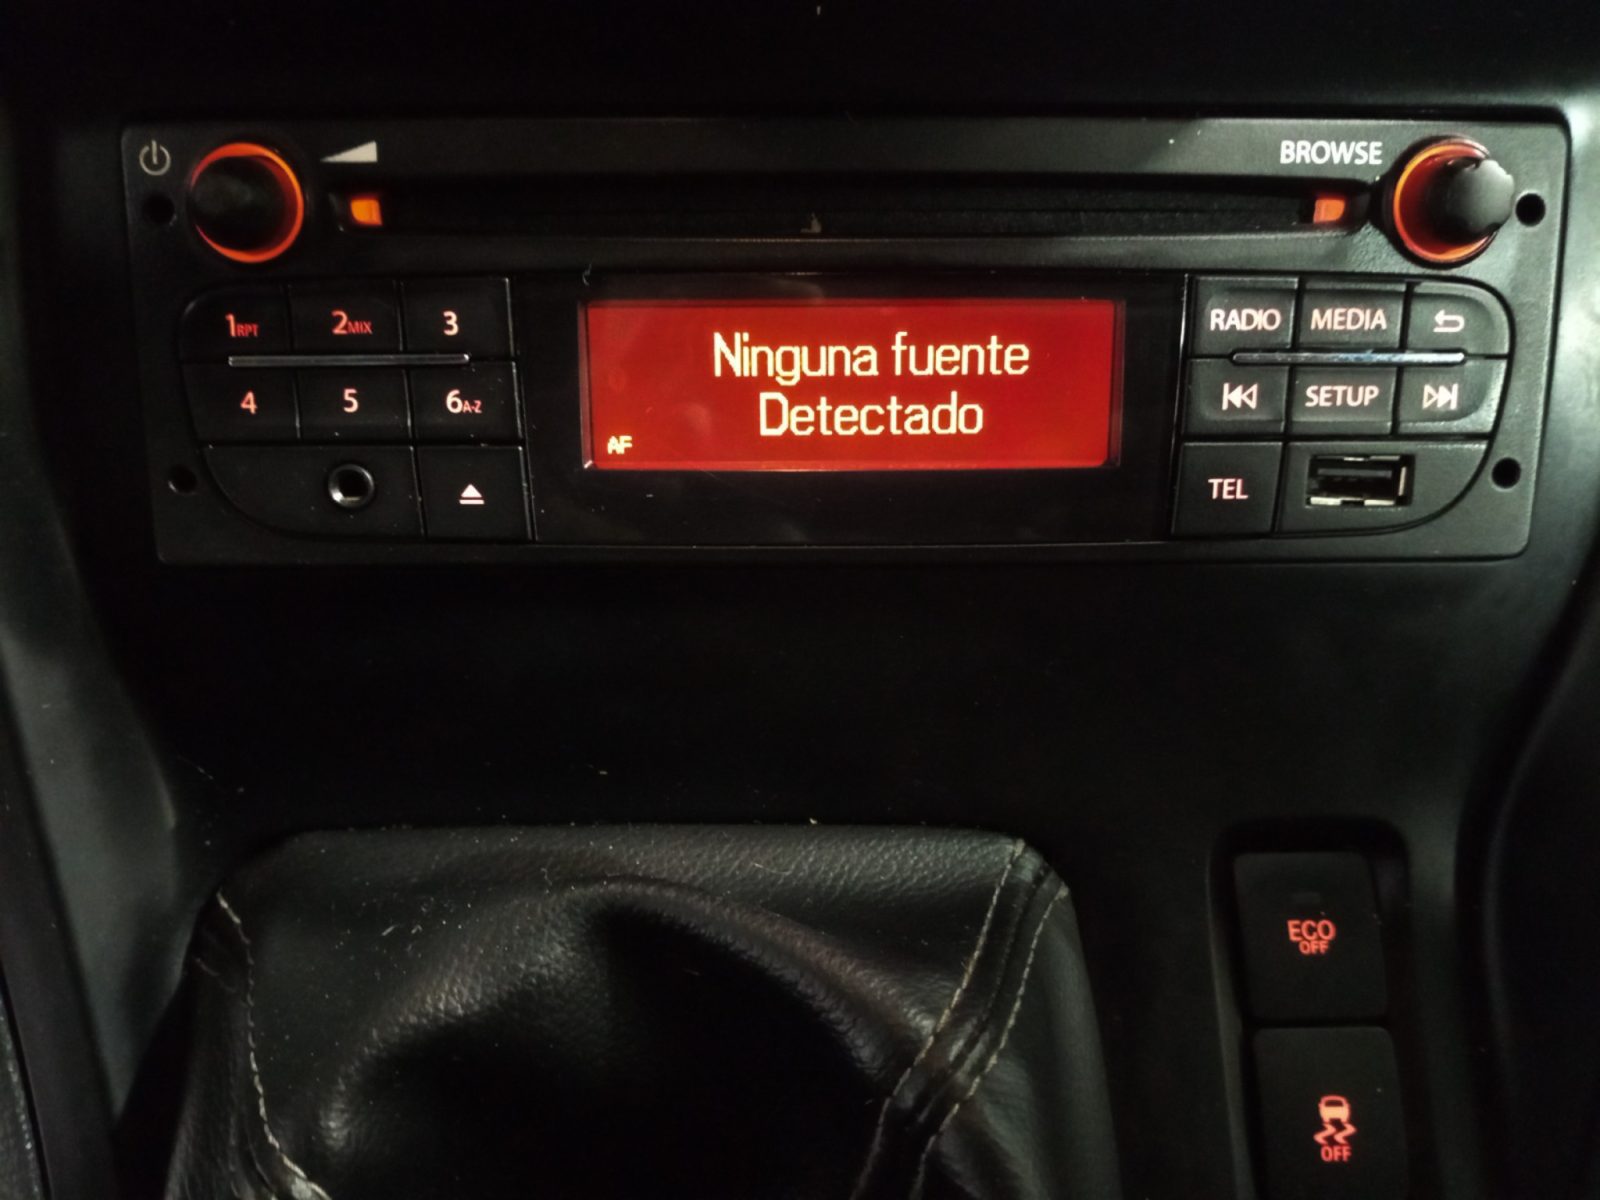 BROWSE
1RPT 2MIX 3
4 5 6A-Z
Ninguna fuente
Detectado
AF
RADIO MEDIA
SETUP
TEL
ECO
OFF
OFF